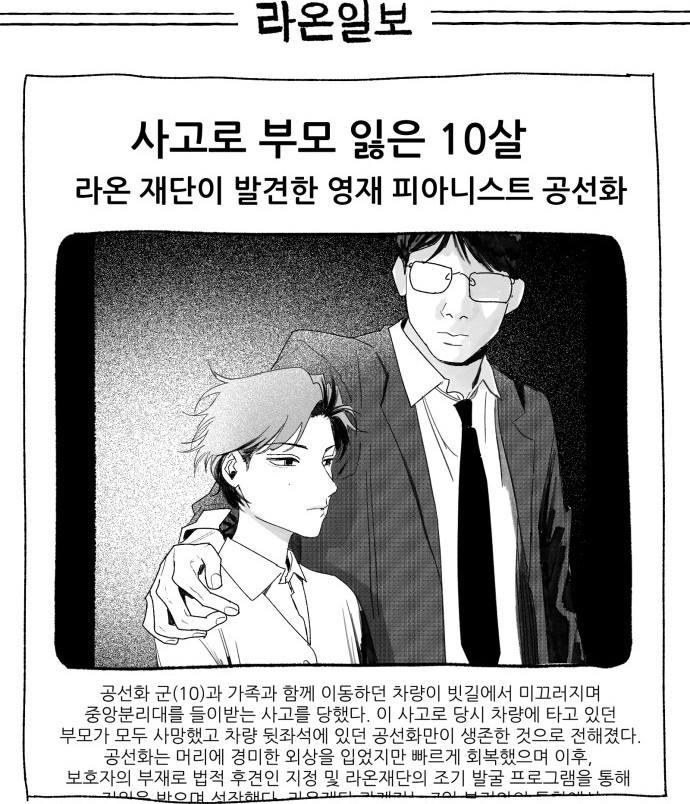 라온일보
사고로 부모 잃은 10살
라온 재단이 발견한 영재 피아니스트 공선화
공선화 군(10)과 가족과 함께 이동하던 차량이 빗길에서 미끄러지며
중앙분리대를 들이받는 사고를 당했다. 이 사고로 당시 차량에 타고 있던
부모가 모두 사망했고 차량 뒷좌석에 있던 공선화만이 생존한 것으로 전해졌다.
공선화는 머리에 경미한 외상을 입었지만 빠르게 회복했으며 이후,
보호자의 부재로 법적 후견인 지정 및 라온재단의 조기 발굴 프로그램을 통해